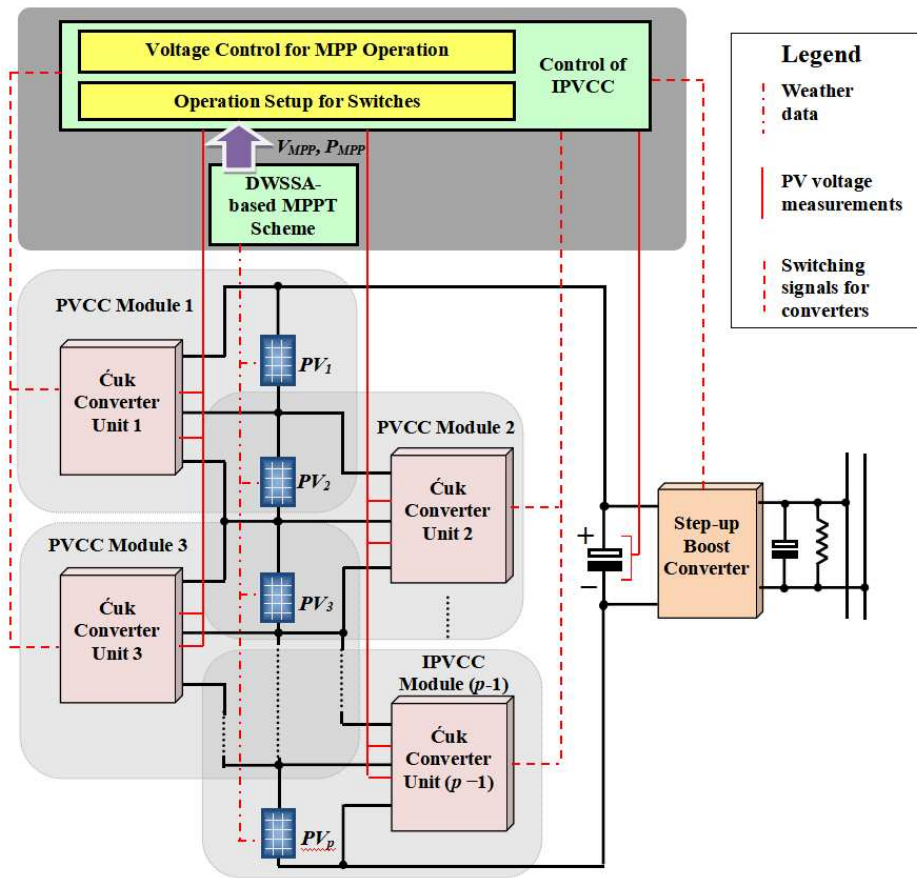 Voltage Control for MPP Operation
Operation Setup for Switches
Control of
IPVCC
V_MPP, P_MPP
DWSSA-
based MPPT
Scheme
Legend
Weather
data
PV voltage
measurements
Switching
signals for
converters
PVCC Module 1
Ćuk
Converter
Unit 1
PV1
PVCC Module 2
PV2
Ćuk
Converter
Unit 2
PVCC Module 3
Ćuk
Converter
Unit 3
PV3
+
−
Step-up
Boost
Converter
IPVCC
Module (p-1)
Ćuk
Converter
Unit (p −1)
PVp